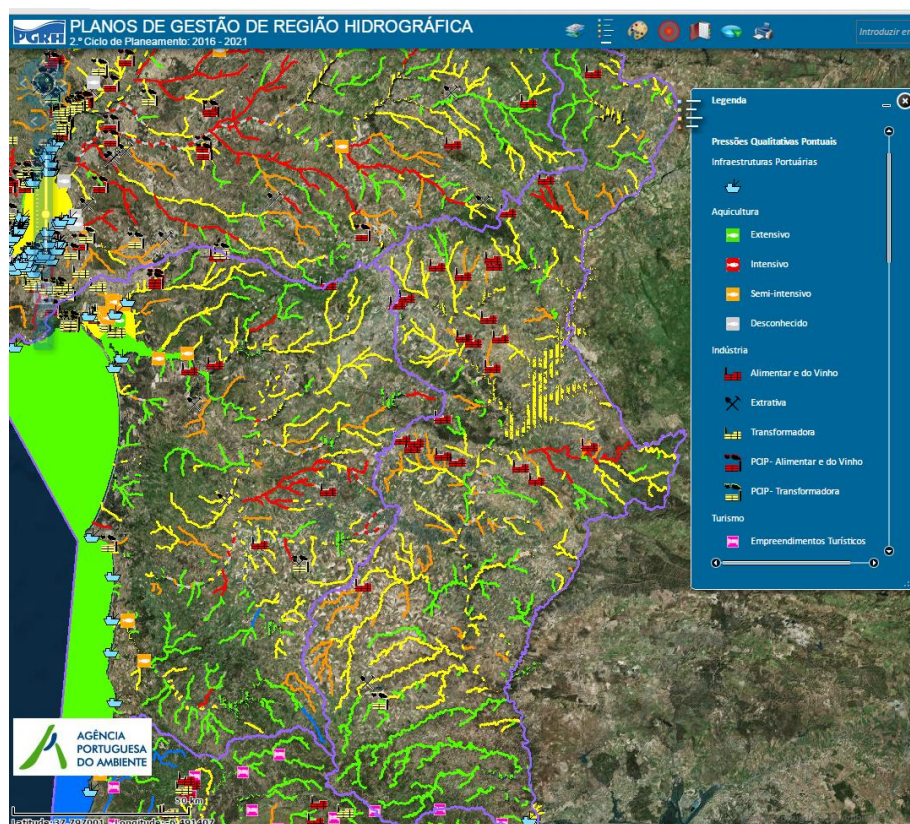 PGRH
PLANOS DE GESTÃO DE REGIÃO HIDROGRÁFICA
2.º Ciclo de Planeamento: 2016 - 2021
Introduzir en
Legenda
Pressões Qualitativas Pontuais
Infraestruturas Portuárias
Aquicultura
Extensivo
Intensivo
Semi-intensivo
Desconhecido
Indústria
Alimentar e do Vinho
Extrativa
Transformadora
PCIP- Alimentar e do Vinho
PCIP- Transformadora
Turismo
Empreendimentos Turísticos
AGÊNCIA
PORTUGUESA
DO AMBIENTE
50 km